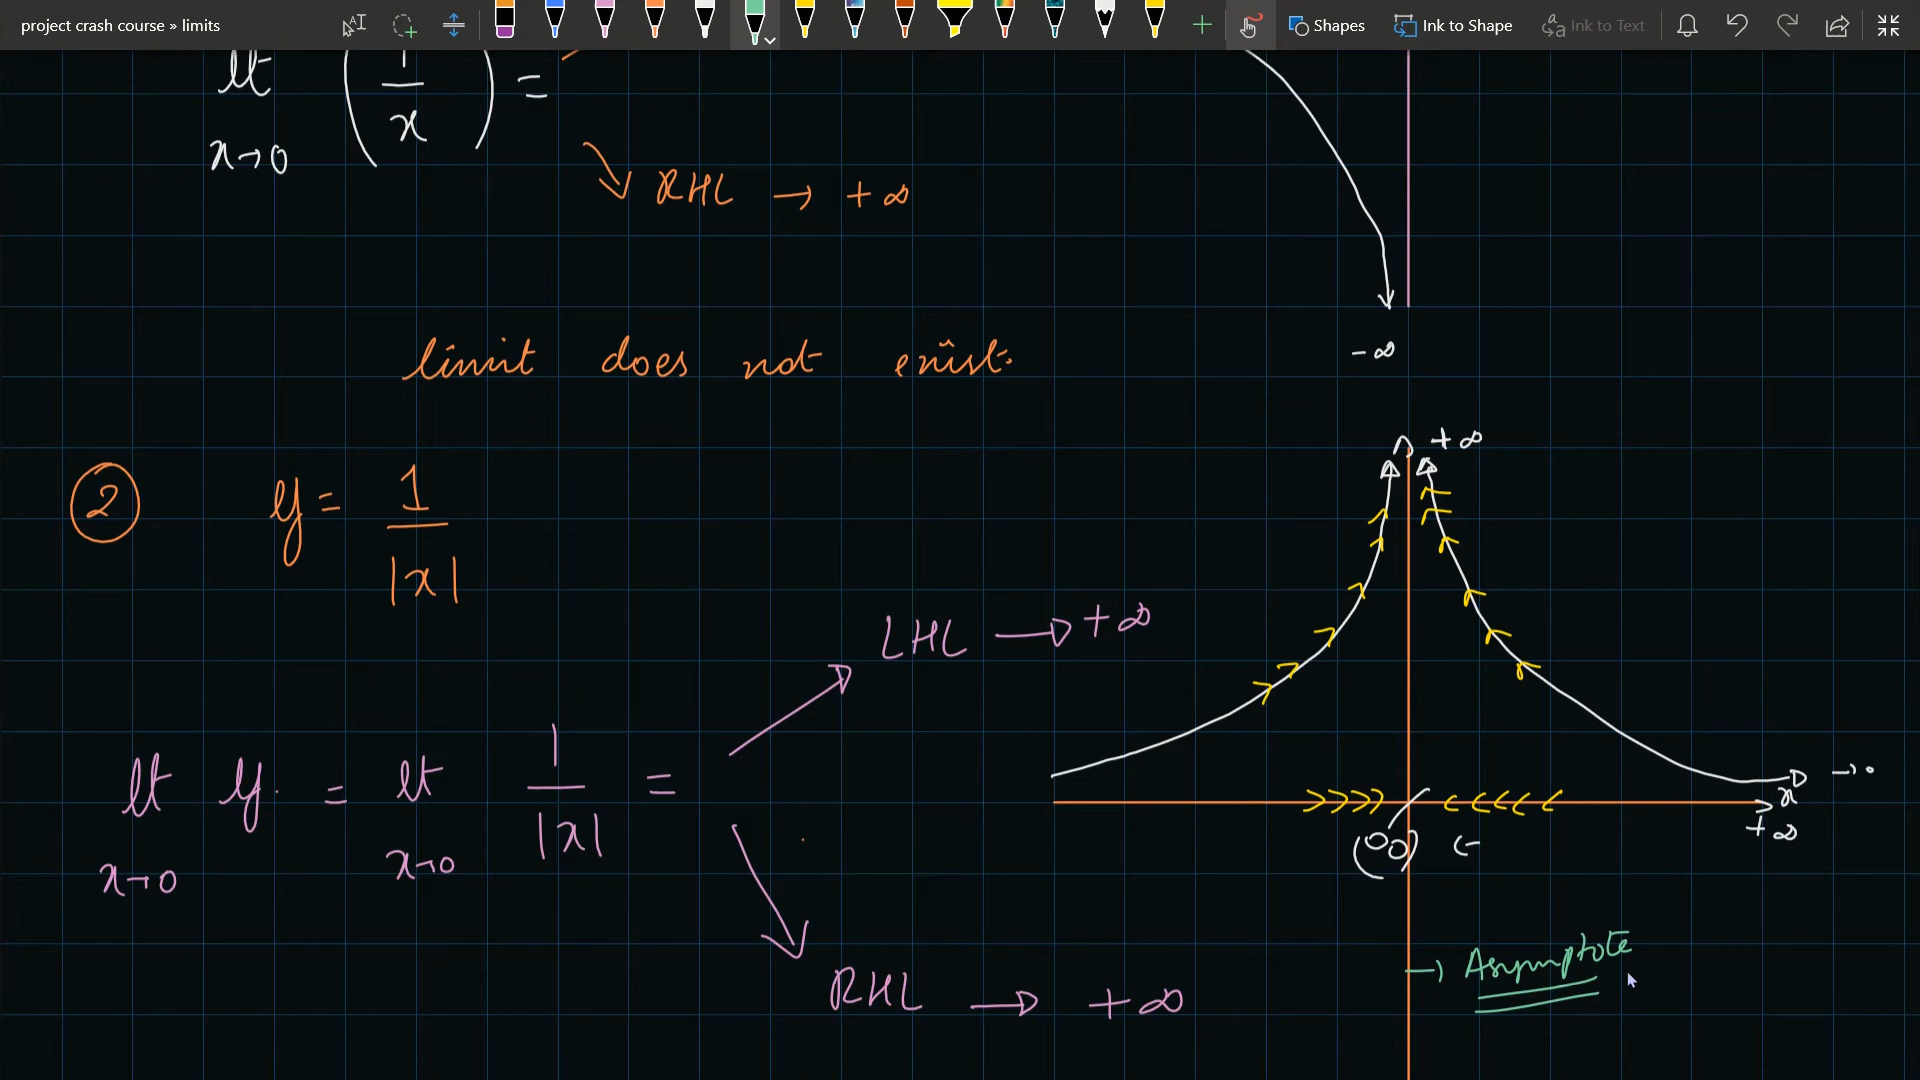 project crash course » limits
Shapes
Ink to Shape
Ink to Text
lt (1/x) =
x→0
RHL → +∞
-∞
limit does not exist.
+∞
② y = 1/|x|
LHL → +∞
lt y = lt 1/|x| =
x→0 x→0
x
+∞
→ Asymptote
RHL → +∞